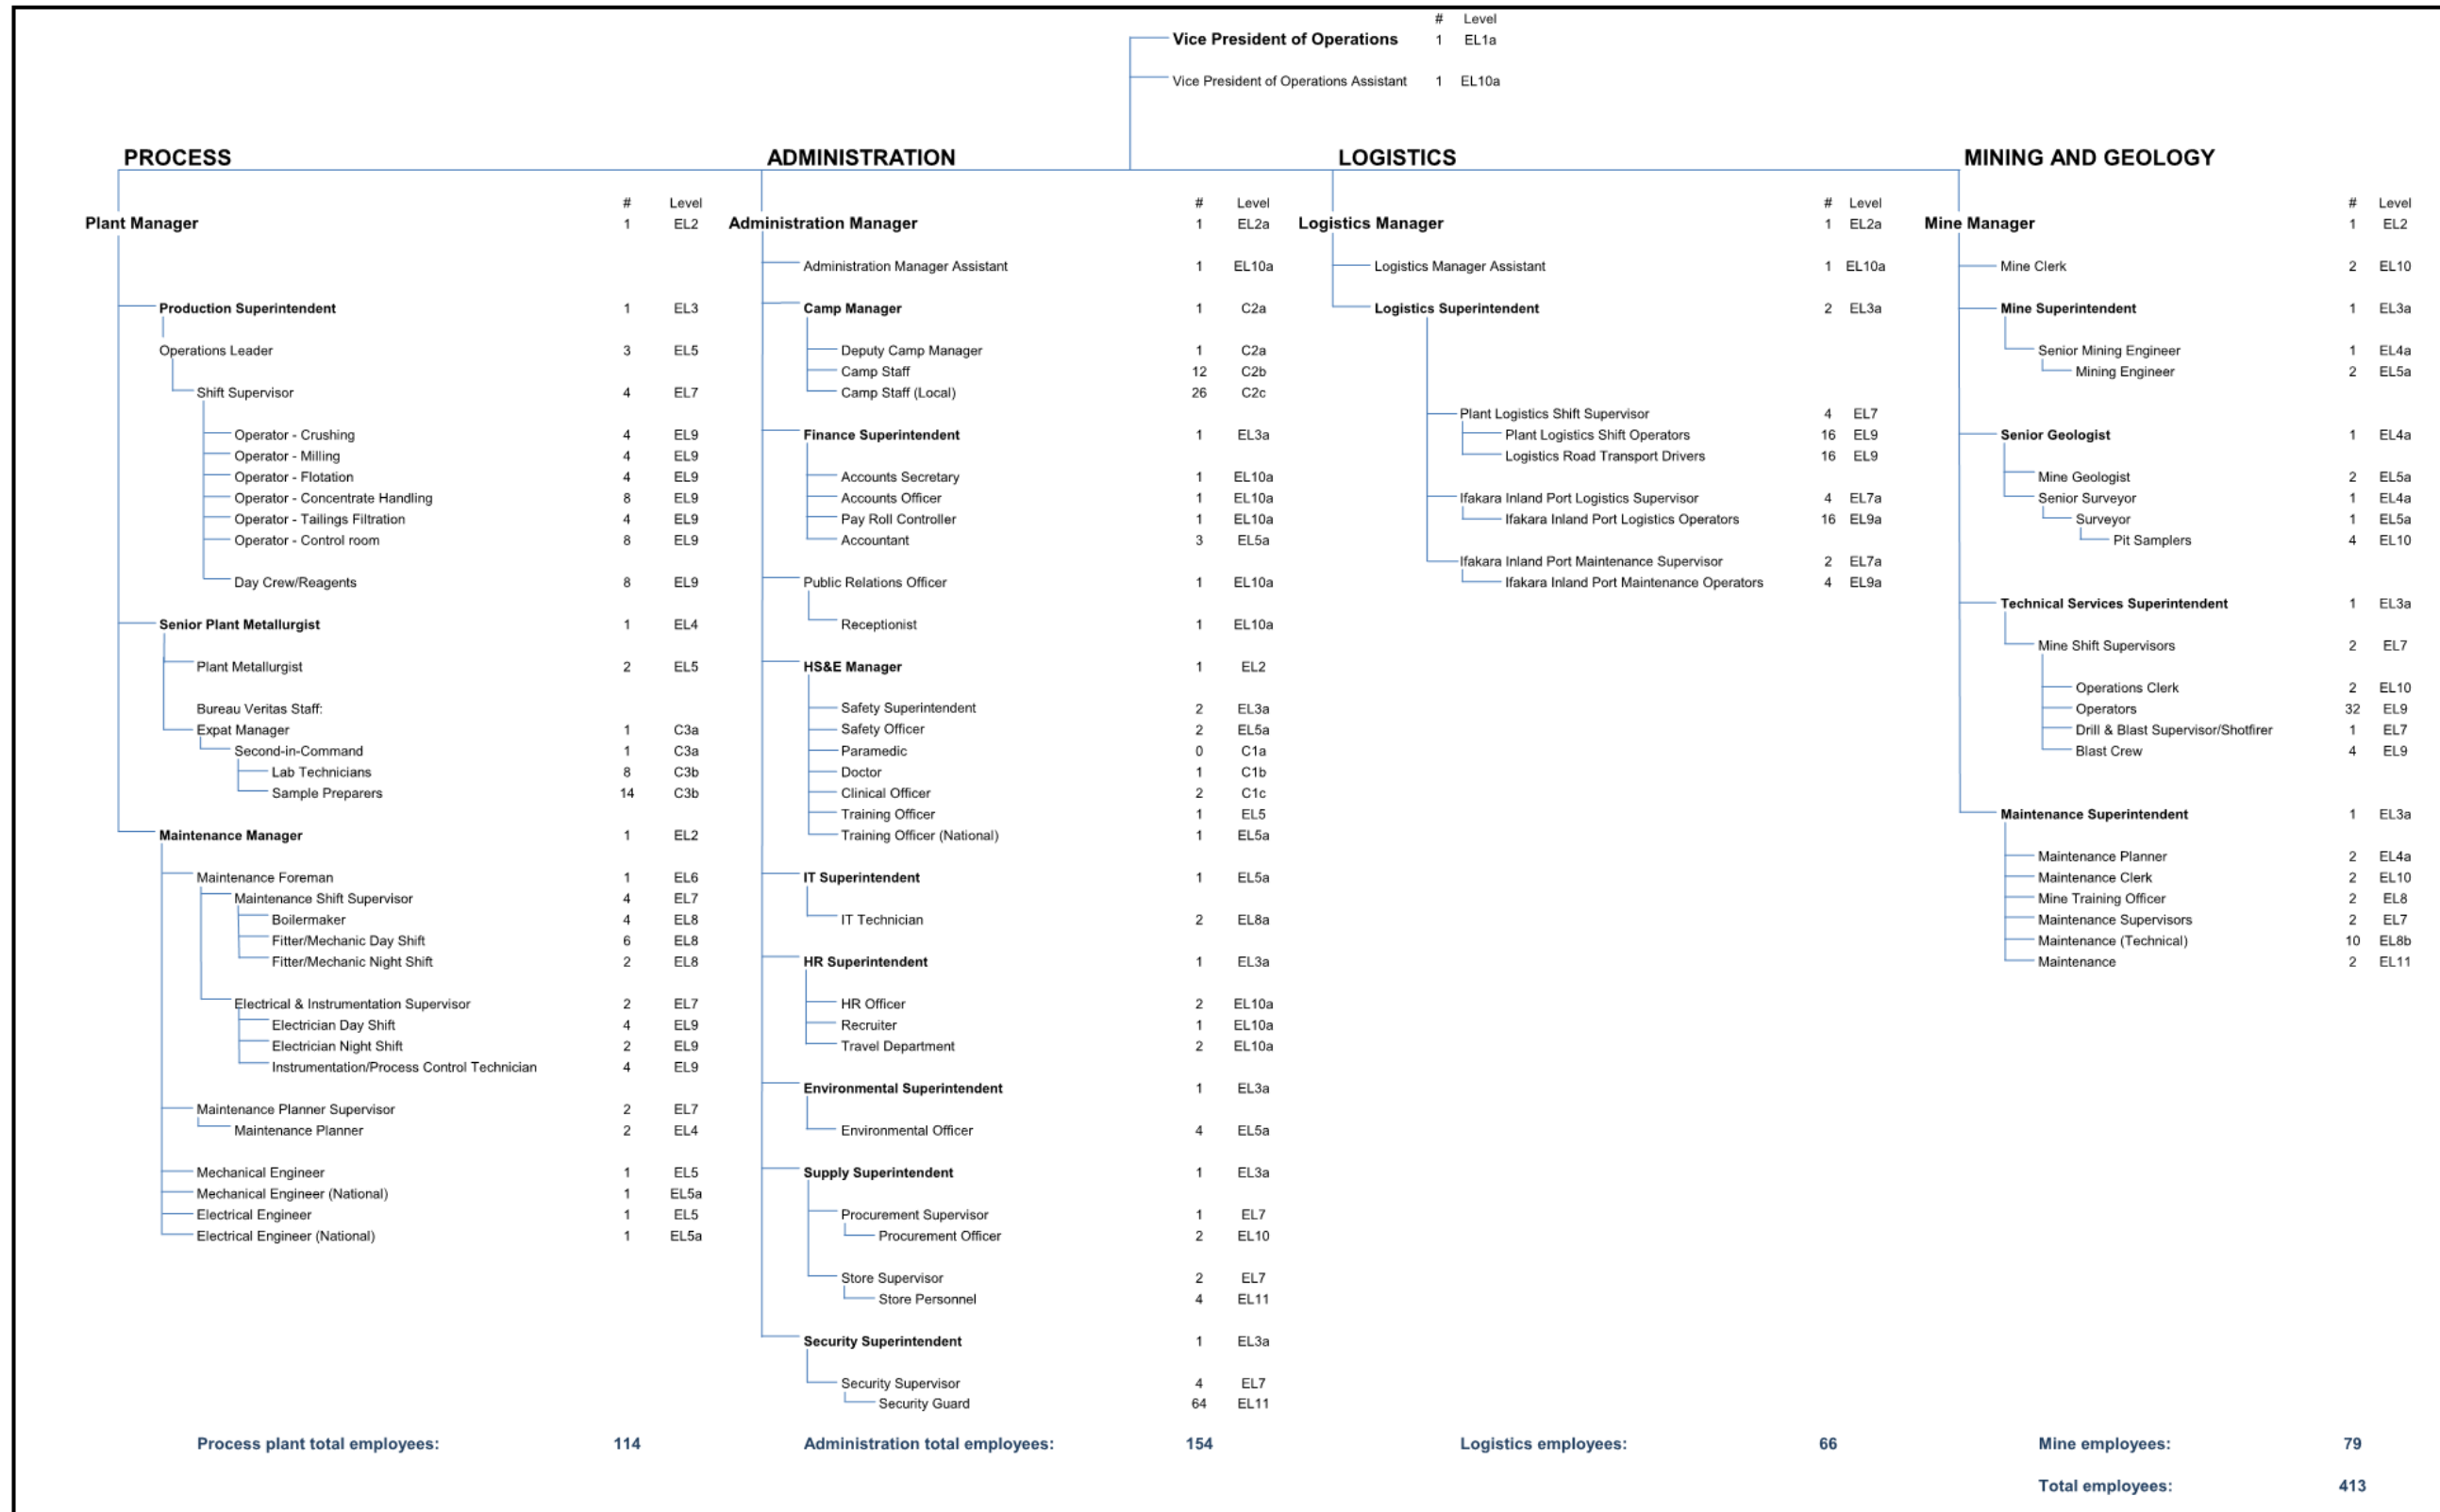 # Level
Vice President of Operations 1 EL1a
Vice President of Operations Assistant 1 EL10a
PROCESS
# Level
Plant Manager 1 EL2
Production Superintendent 1 EL3
Operations Leader 3 EL5
Shift Supervisor 4 EL7
Operator - Crushing 4 EL9
Operator - Milling 4 EL9
Operator - Flotation 4 EL9
Operator - Concentrate Handling 8 EL9
Operator - Tailings Filtration 4 EL9
Operator - Control room 8 EL9
Day Crew/Reagents 8 EL9
Senior Plant Metallurgist 1 EL4
Plant Metallurgist 2 EL5
Bureau Veritas Staff:
Expat Manager 1 C3a
Second-in-Command 1 C3a
Lab Technicians 8 C3b
Sample Preparers 14 C3b
Maintenance Manager 1 EL2
Maintenance Foreman 1 EL6
Maintenance Shift Supervisor 4 EL7
Boilermaker 4 EL8
Fitter/Mechanic Day Shift 6 EL8
Fitter/Mechanic Night Shift 2 EL8
Electrical & Instrumentation Supervisor 2 EL7
Electrician Day Shift 4 EL9
Electrician Night Shift 2 EL9
Instrumentation/Process Control Technician 4 EL9
Maintenance Planner Supervisor 2 EL7
Maintenance Planner 2 EL4
Mechanical Engineer 1 EL5
Mechanical Engineer (National) 1 EL5a
Electrical Engineer 1 EL5
Electrical Engineer (National) 1 EL5a
Process plant total employees: 114
ADMINISTRATION
# Level
Administration Manager 1 EL2a
Administration Manager Assistant 1 EL10a
Camp Manager 1 C2a
Deputy Camp Manager 1 C2a
Camp Staff 12 C2b
Camp Staff (Local) 26 C2c
Finance Superintendent 1 EL3a
Accounts Secretary 1 EL10a
Accounts Officer 1 EL10a
Pay Roll Controller 1 EL10a
Accountant 3 EL5a
Public Relations Officer 1 EL10a
Receptionist 1 EL10a
HS&E Manager 1 EL2
Safety Superintendent 2 EL3a
Safety Officer 2 EL5a
Paramedic 0 C1a
Doctor 1 C1b
Clinical Officer 2 C1c
Training Officer 1 EL5
Training Officer (National) 1 EL5a
IT Superintendent 1 EL5a
IT Technician 2 EL8a
HR Superintendent 1 EL3a
HR Officer 2 EL10a
Recruiter 1 EL10a
Travel Department 2 EL10a
Environmental Superintendent 1 EL3a
Environmental Officer 4 EL5a
Supply Superintendent 1 EL3a
Procurement Supervisor 1 EL7
Procurement Officer 2 EL10
Store Supervisor 2 EL7
Store Personnel 4 EL11
Security Superintendent 1 EL3a
Security Supervisor 4 EL7
Security Guard 64 EL11
Administration total employees: 154
LOGISTICS
# Level
Logistics Manager 1 EL2a
Logistics Manager Assistant 1 EL10a
Logistics Superintendent 2 EL3a
Plant Logistics Shift Supervisor 4 EL7
Plant Logistics Shift Operators 16 EL9
Logistics Road Transport Drivers 16 EL9
Ifakara Inland Port Logistics Supervisor 4 EL7a
Ifakara Inland Port Logistics Operators 16 EL9a
Ifakara Inland Port Maintenance Supervisor 2 EL7a
Ifakara Inland Port Maintenance Operators 4 EL9a
Logistics employees: 66
MINING AND GEOLOGY
# Level
Mine Manager 1 EL2
Mine Clerk 2 EL10
Mine Superintendent 1 EL3a
Senior Mining Engineer 1 EL4a
Mining Engineer 2 EL5a
Senior Geologist 1 EL4a
Mine Geologist 2 EL5a
Senior Surveyor 1 EL4a
Surveyor 1 EL5a
Pit Samplers 4 EL10
Technical Services Superintendent 1 EL3a
Mine Shift Supervisors 2 EL7
Operations Clerk 2 EL10
Operators 32 EL9
Drill & Blast Supervisor/Shotfirer 1 EL7
Blast Crew 4 EL9
Maintenance Superintendent 1 EL3a
Maintenance Planner 2 EL4a
Maintenance Clerk 2 EL10
Mine Training Officer 2 EL8
Maintenance Supervisors 2 EL7
Maintenance (Technical) 10 EL8b
Maintenance 2 EL11
Mine employees: 79
Total employees: 413